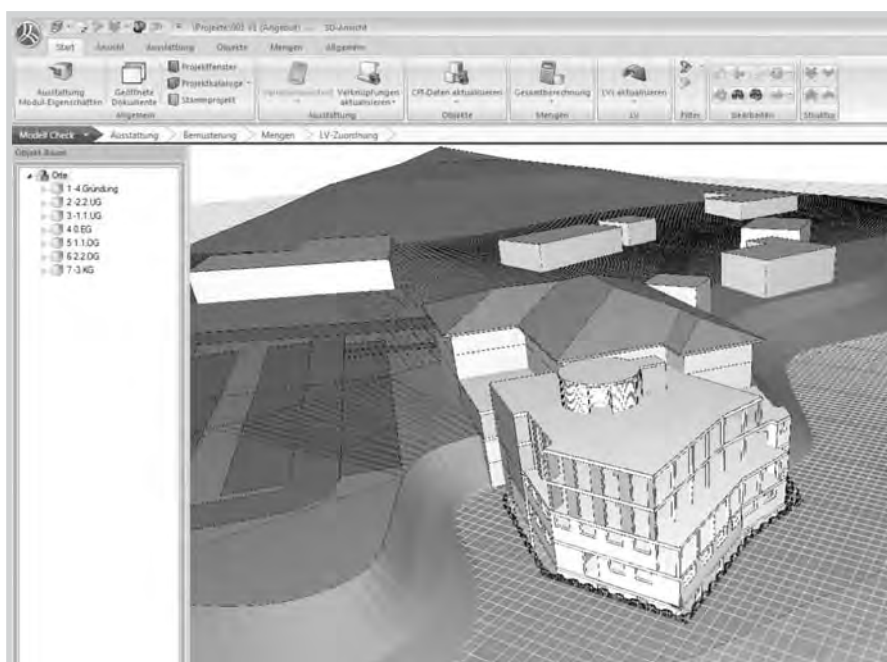 \Projekte\001 V1 (Angebot) ... 3D-Ansicht
Start Ansicht Ausstattung Objekte Mengen Allgemein
Ausstattung Modul-Eigenschaften
Geöffnete Dokumente
Projektfenster
Projektkataloge
Stammprojekt
Verknüpfungen aktualisieren
CPI-Daten aktualisieren
Gesamtberechnung
LVs aktualisieren
Allgemein Ausstattung Objekte Mengen LV Filter Bearbeiten Struktur
Modell Check Ausstattung Bemusterung Mengen LV-Zuordnung
Objekt Baum
Orte
1 -4.Gründung
2 -2.2.UG
3 -1.1.UG
4 0.EG
5 1.1.OG
6 2.2.OG
7 -3.KG